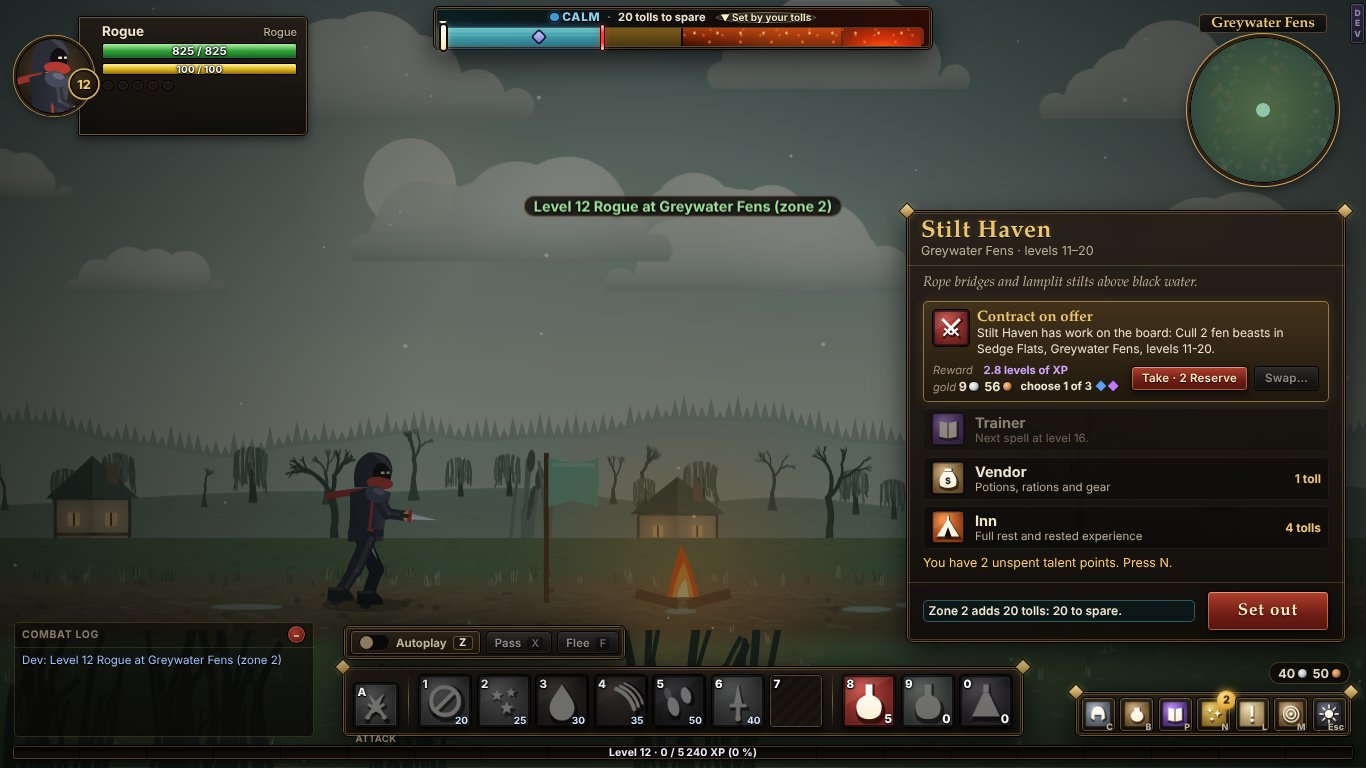 Rogue Rogue
825 / 825
100 / 100
12
CALM · 20 tolls to spare ▼ Set by your tolls
Greywater Fens
DEV
Level 12 Rogue at Greywater Fens (zone 2)
Stilt Haven
Greywater Fens · levels 11–20
Rope bridges and lamplit stilts above black water.
Contract on offer
Stilt Haven has work on the board: Cull 2 fen beasts in
Sedge Flats, Greywater Fens, levels 11-20.
Reward 2.8 levels of XP
gold 9 56 choose 1 of 3
Take · 2 Reserve
Swap...
Trainer
Next spell at level 16.
Vendor
Potions, rations and gear
1 toll
Inn
Full rest and rested experience
4 tolls
You have 2 unspent talent points. Press N.
Zone 2 adds 20 tolls: 20 to spare.
Set out
COMBAT LOG
Dev: Level 12 Rogue at Greywater Fens (zone 2)
Autoplay Z Pass X Flee F
A
ATTACK
1 20
2 25
3 30
4 35
5 50
6 40
7
8 5
9 0
0 0
40 50
2
C B P N L M Esc
Level 12 · 0 / 5 240 XP (0 %)